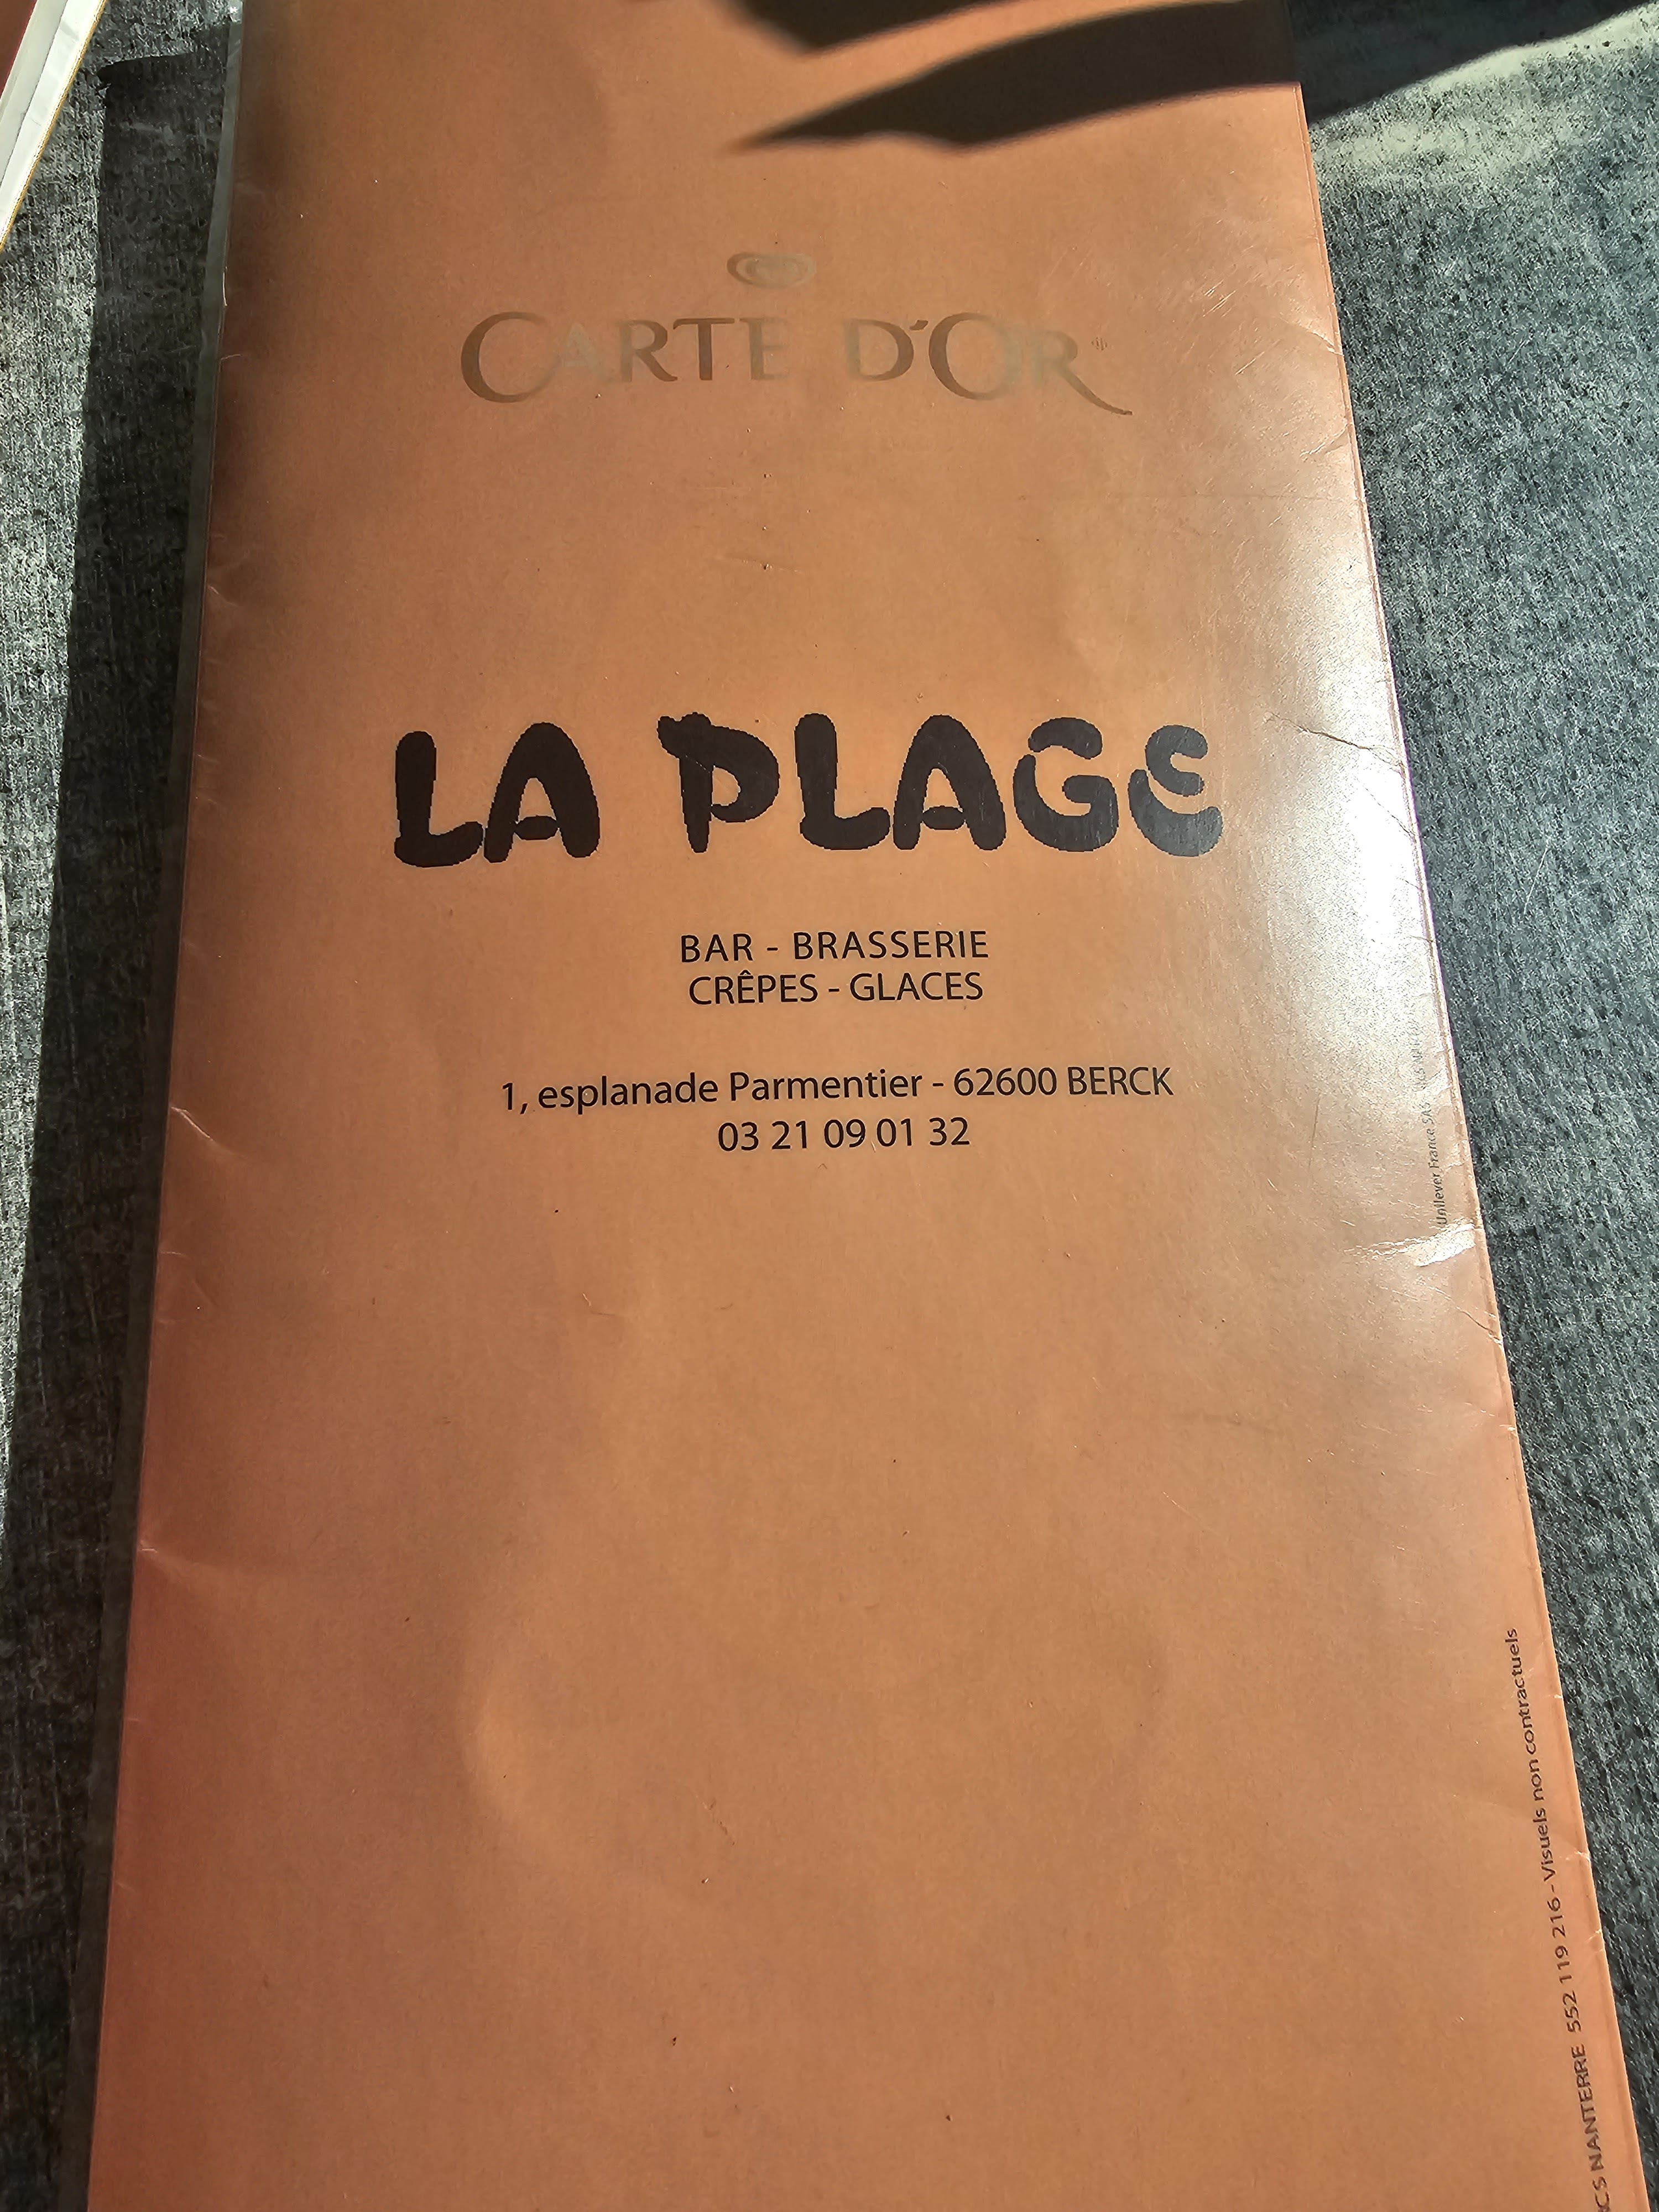 CARTE D'OR
LA PLAGE
BAR - BRASSERIE
CRÊPES - GLACES
1, esplanade Parmentier - 62600 BERCK
03 21 09 01 32
Unilever France SAS
CS NANTERRE 552 119 216 - Visuels non contractuels